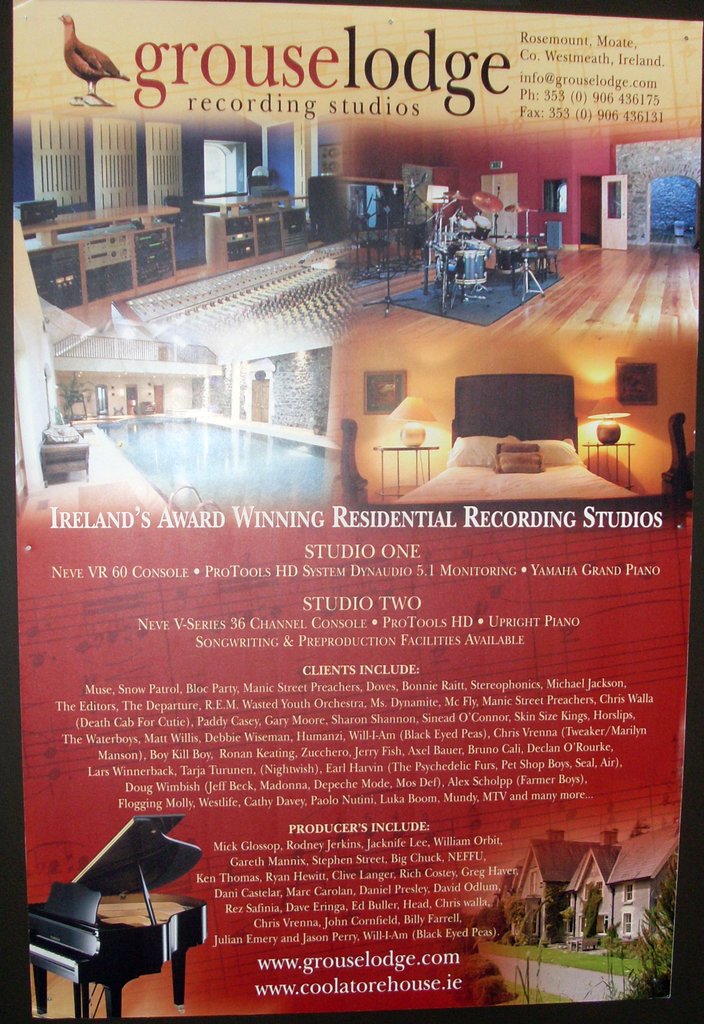 grouselodge
recording studios
Rosemount, Moate,
Co. Westmeath, Ireland.
info@grouselodge.com
Ph: 353 (0) 906 436175
Fax: 353 (0) 906 436131
IRELAND'S AWARD WINNING RESIDENTIAL RECORDING STUDIOS
STUDIO ONE
NEVE VR 60 CONSOLE • PROTOOLS HD SYSTEM DYNAUDIO 5.1 MONITORING • YAMAHA GRAND PIANO
STUDIO TWO
NEVE V-SERIES 36 CHANNEL CONSOLE • PROTOOLS HD • UPRIGHT PIANO
SONGWRITING & PREPRODUCTION FACILITIES AVAILABLE
CLIENTS INCLUDE:
Muse, Snow Patrol, Bloc Party, Manic Street Preachers, Doves, Bonnie Raitt, Stereophonics, Michael Jackson,
The Editors, The Departure, R.E.M. Wasted Youth Orchestra, Ms. Dynamite, Mc Fly, Manic Street Preachers, Chris Walla
(Death Cab For Cutie), Paddy Casey, Gary Moore, Sharon Shannon, Sinead O'Connor, Skin Size Kings, Horslips,
The Waterboys, Matt Willis, Debbie Wiseman, Humanzi, Will-I-Am (Black Eyed Peas), Chris Vrenna (Tweaker/Marilyn
Manson), Boy Kill Boy, Ronan Keating, Zucchero, Jerry Fish, Axel Bauer, Bruno Cali, Declan O'Rourke,
Lars Winnerback, Tarja Turunen, (Nightwish), Earl Harvin (The Psychedelic Furs, Pet Shop Boys, Seal, Air),
Doug Wimbish (Jeff Beck, Madonna, Depeche Mode, Mos Def), Alex Scholpp (Farmer Boys),
Flogging Molly, Westlife, Cathy Davey, Paolo Nutini, Luka Boom, Mundy, MTV and many more...
PRODUCER'S INCLUDE:
Mick Glossop, Rodney Jerkins, Jacknife Lee, William Orbit,
Gareth Mannix, Stephen Street, Big Chuck, NEFFU,
Ken Thomas, Ryan Hewitt, Clive Langer, Rich Costey, Greg Haver,
Dani Castelar, Marc Carolan, Daniel Presley, David Odlum,
Rez Safinia, Dave Eringa, Ed Buller, Head, Chris walla,
Chris Vrenna, John Cornfield, Billy Farrell,
Julian Emery and Jason Perry, Will-I-Am (Black Eyed Peas).
www.grouselodge.com
www.coolatorehouse.ie